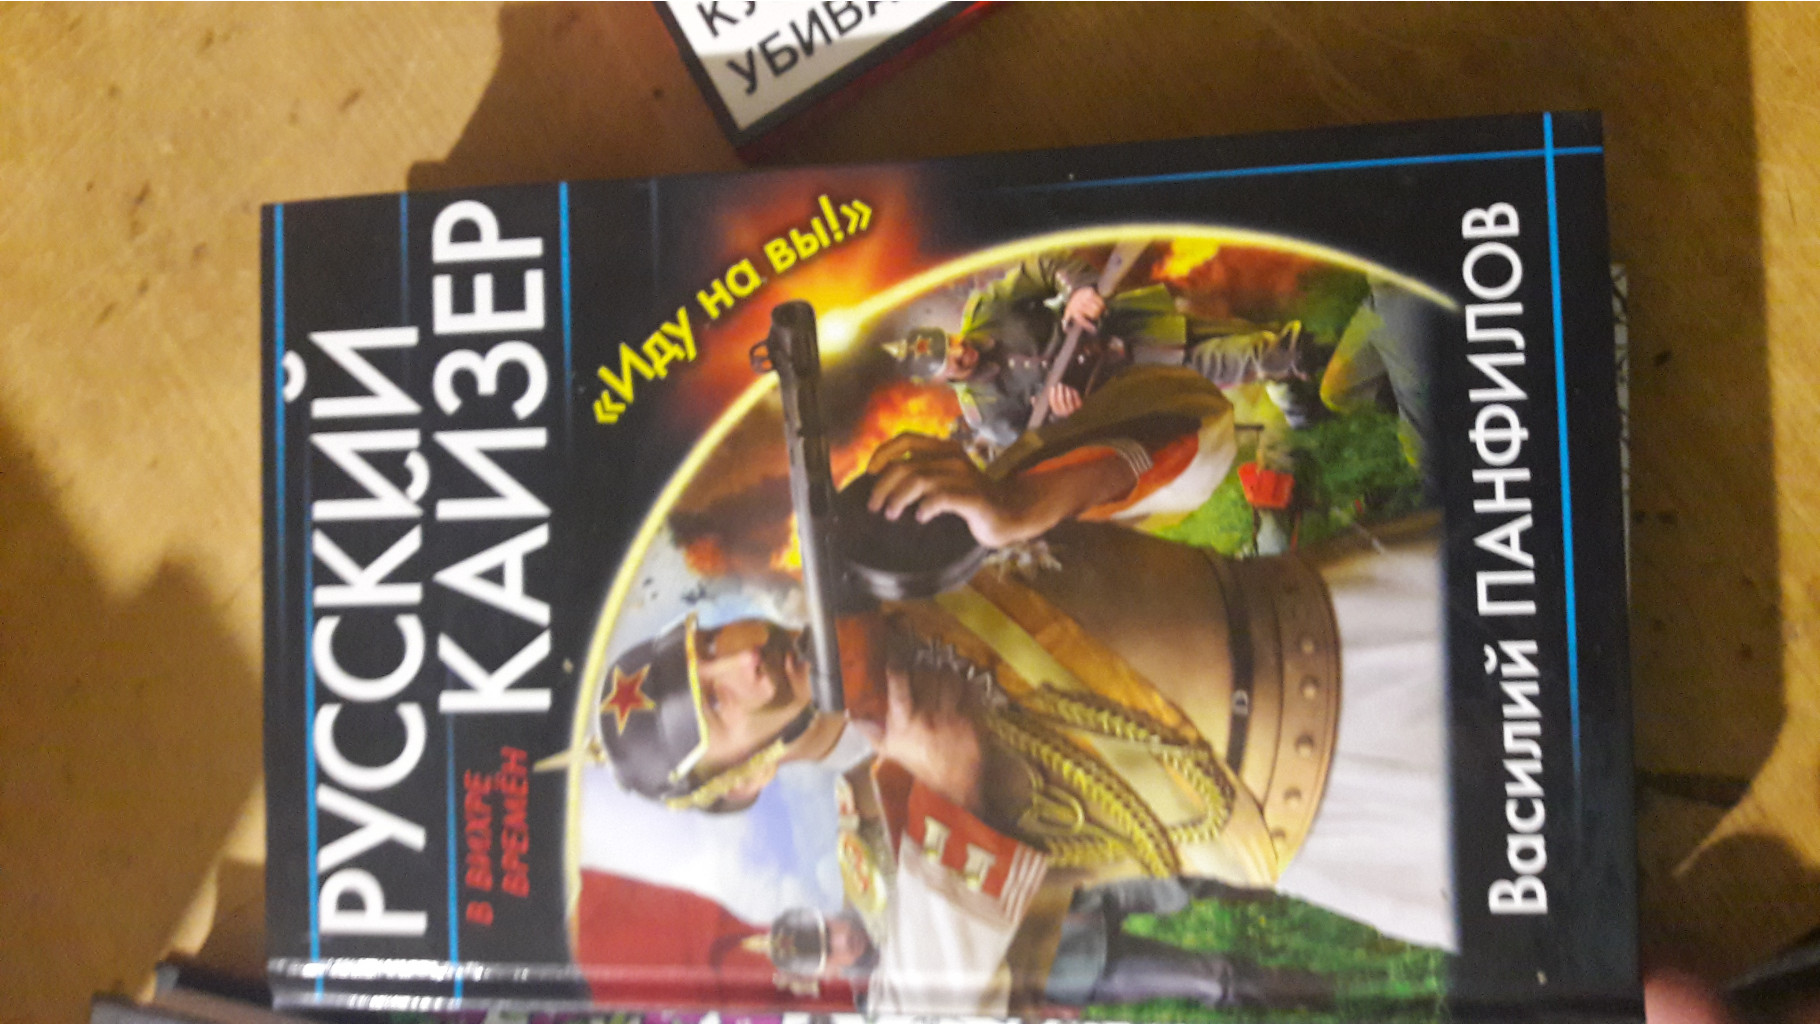 РУССКИЙ
КАЙЗЕР
В ВИХРЕ
ВРЕМЁН
«Иду на вы!»
Василий ПАНФИЛОВ
УБИВА